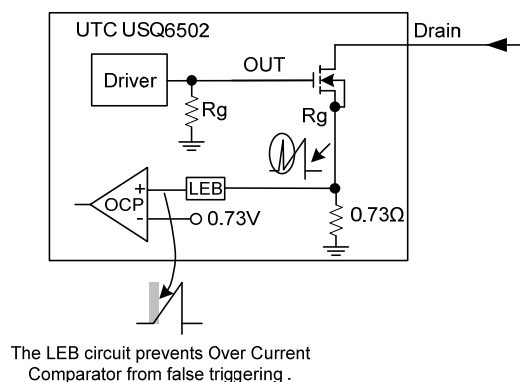 UTC USQ6502
Drain
Driver
OUT
Rg
Rg
LEB
+
OCP
-
0.73V
0.73Ω
The LEB circuit prevents Over Current
Comparator from false triggering .